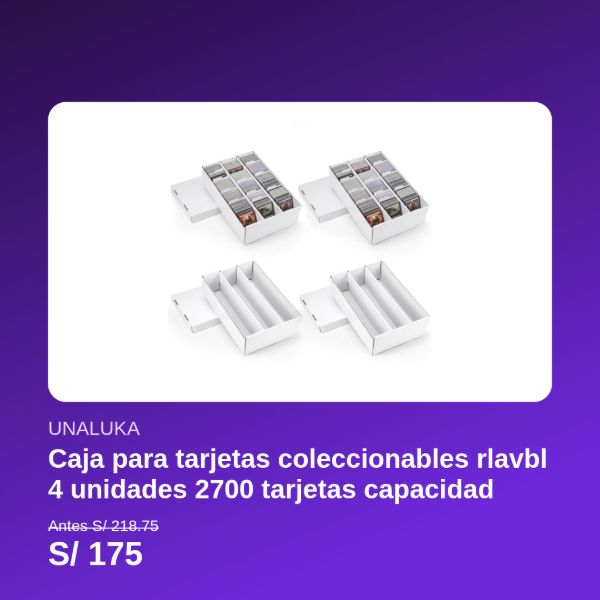 UNALUKA
Caja para tarjetas coleccionables rlavbl
4 unidades 2700 tarjetas capacidad
Antes S/ 218.75
S/ 175